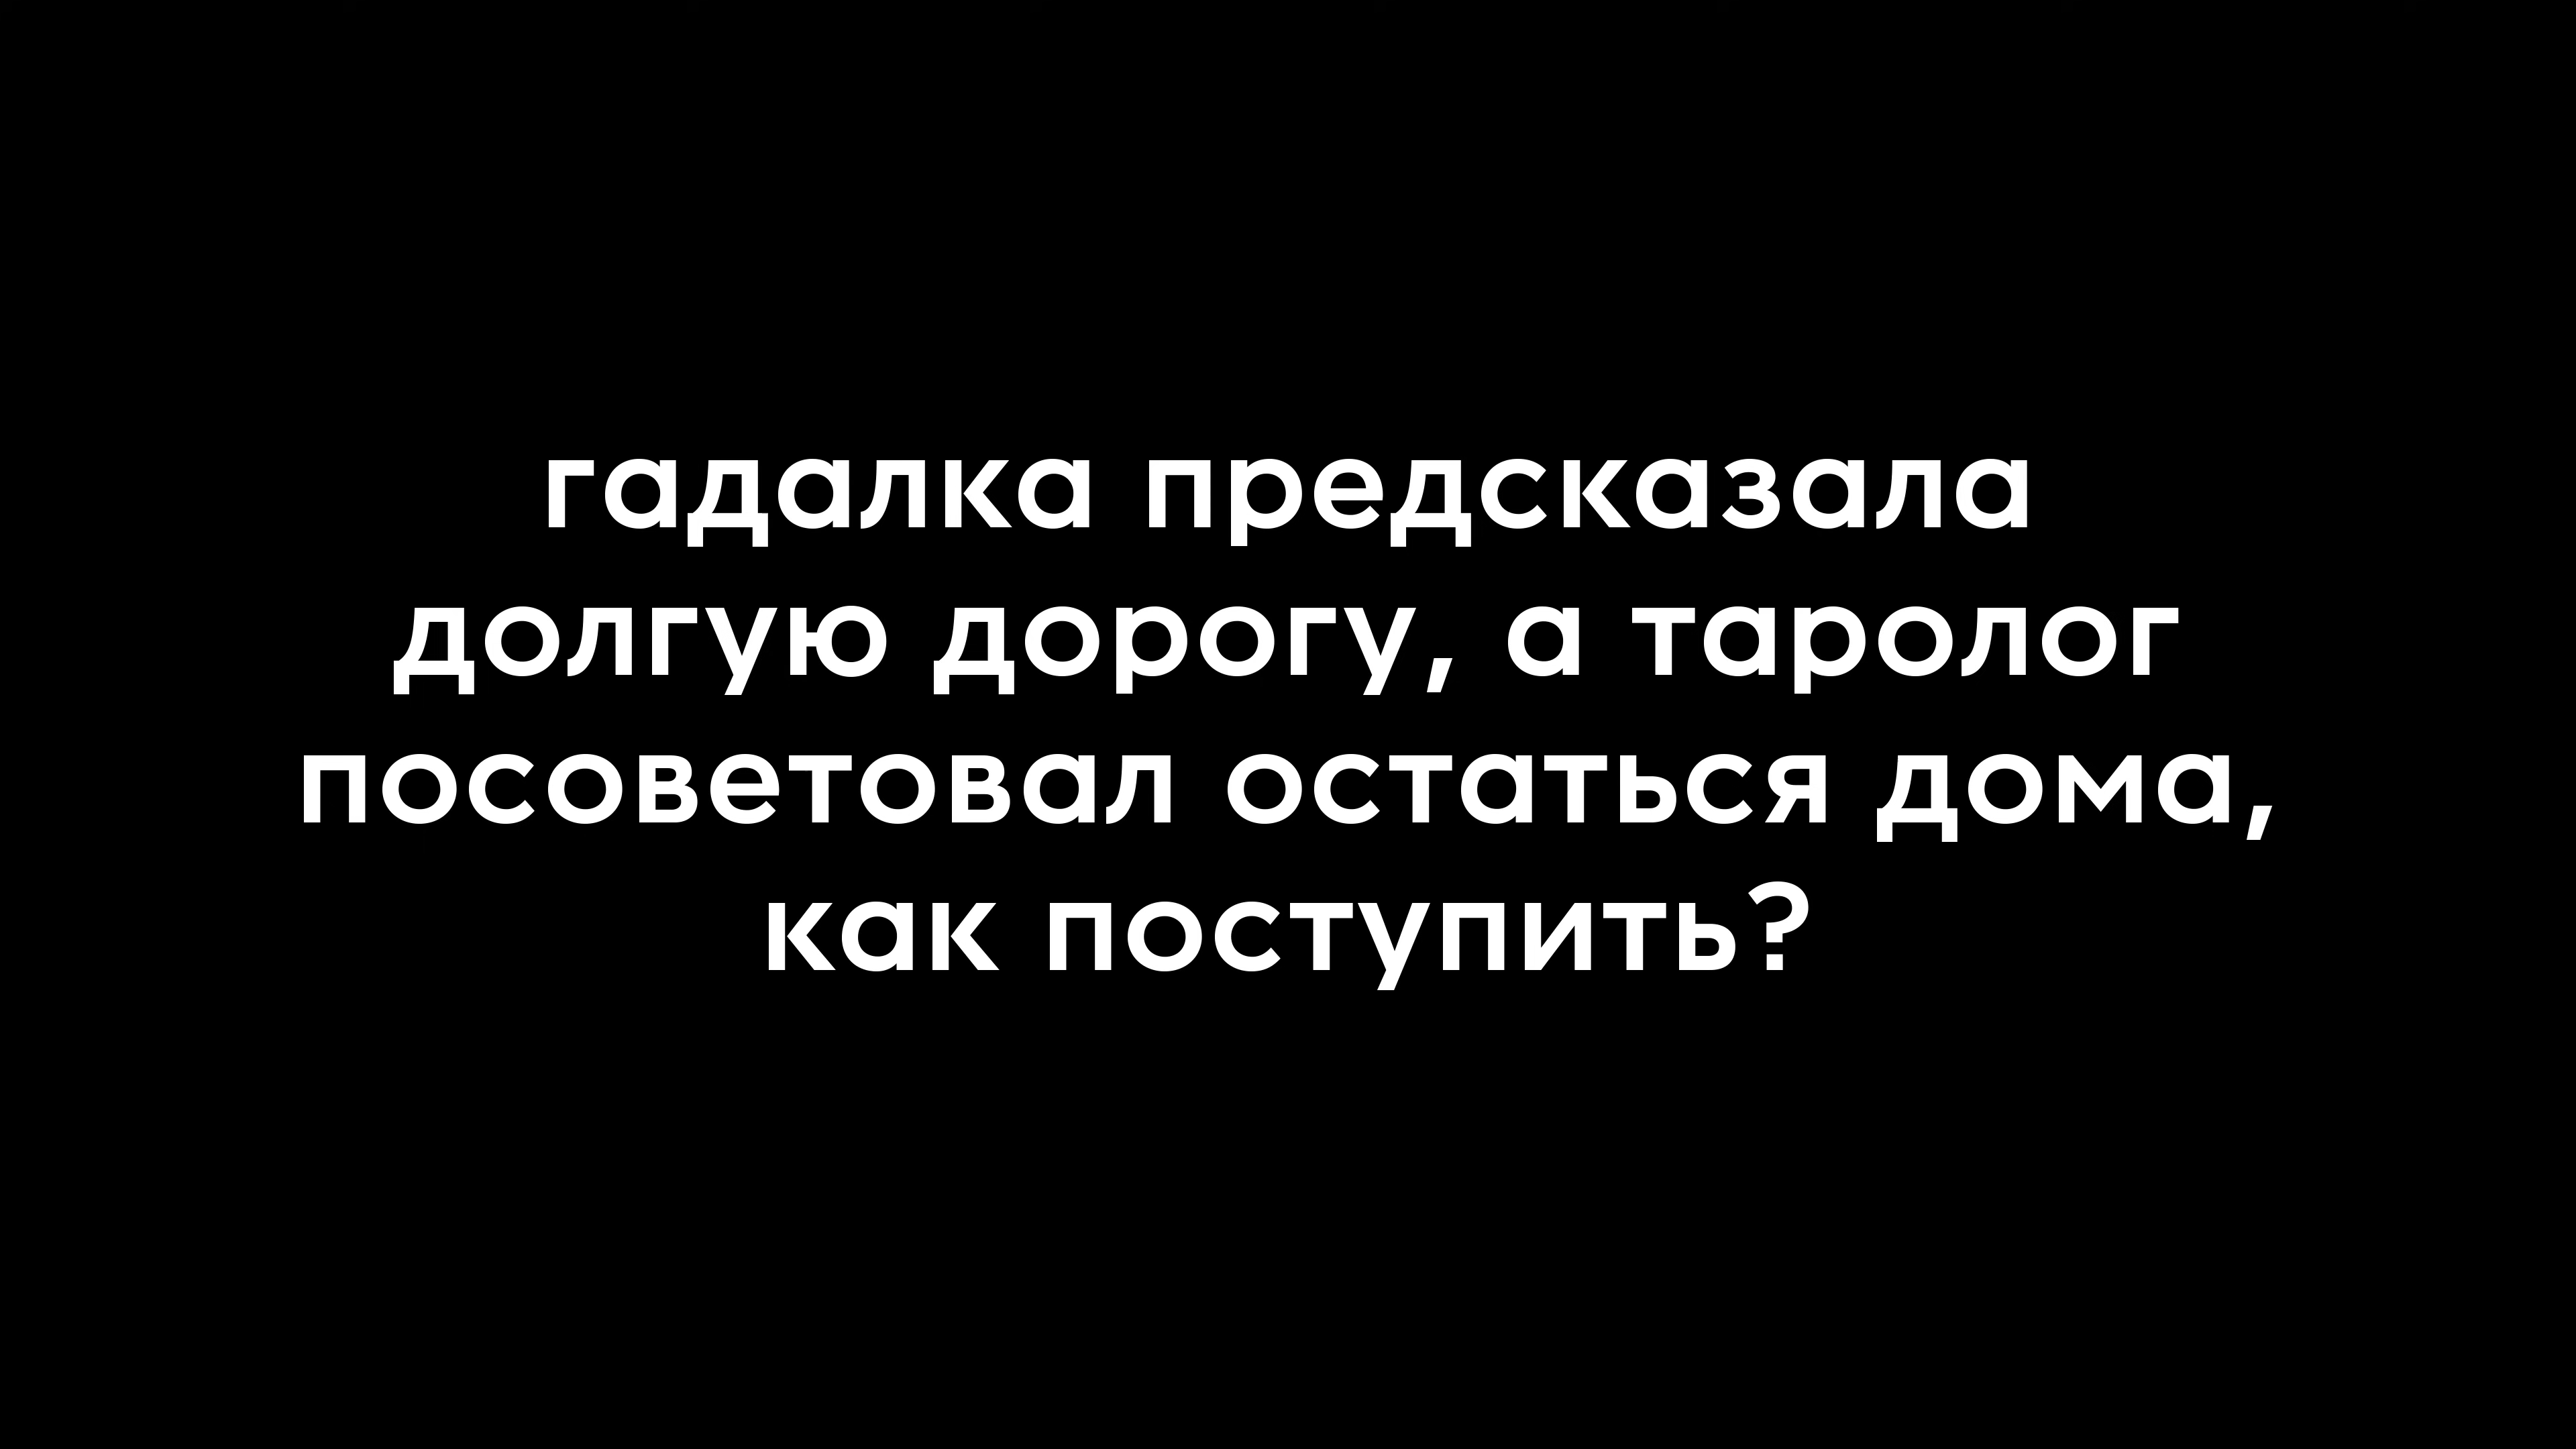 гадалка предсказала
долгую дорогу, а таролог
посоветовал остаться дома,
как поступить?